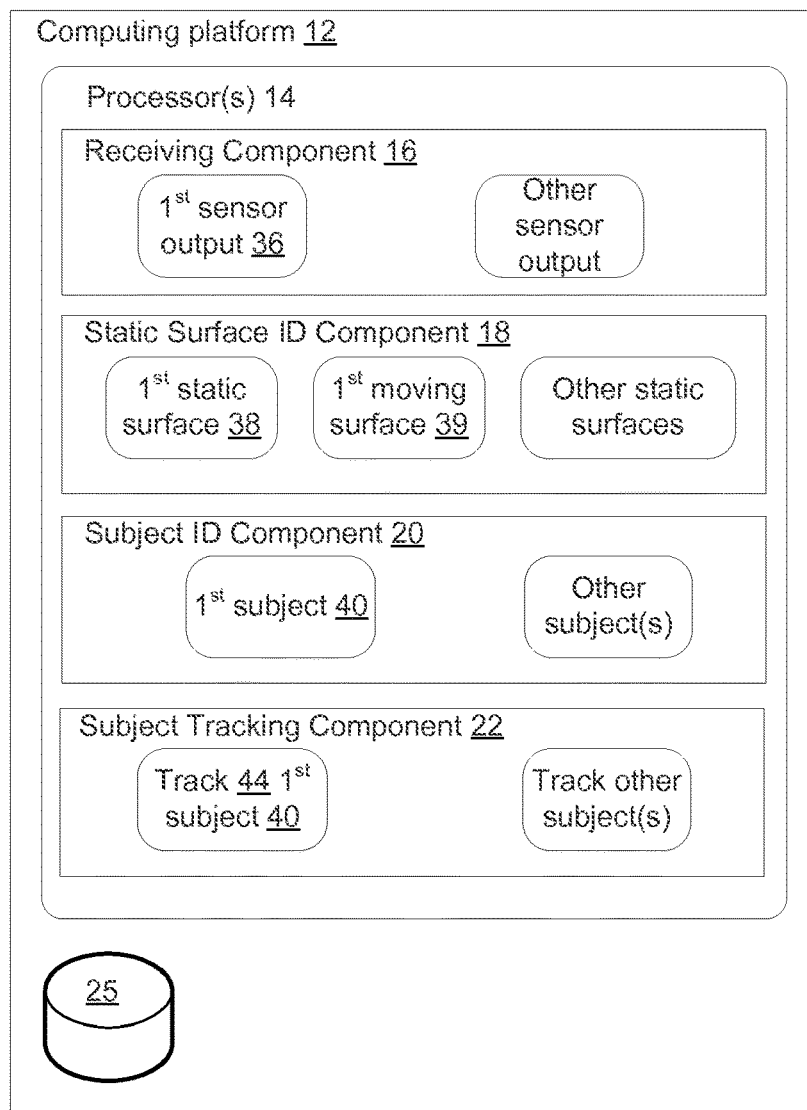 Computing platform 12
Processor(s) 14
Receiving Component 16
1st sensor
output 36
Other
sensor
output
Static Surface ID Component 18
1st static
surface 38
1st moving
surface 39
Other static
surfaces
Subject ID Component 20
1st subject 40
Other
subject(s)
Subject Tracking Component 22
Track 44 1st
subject 40
Track other
subject(s)
25